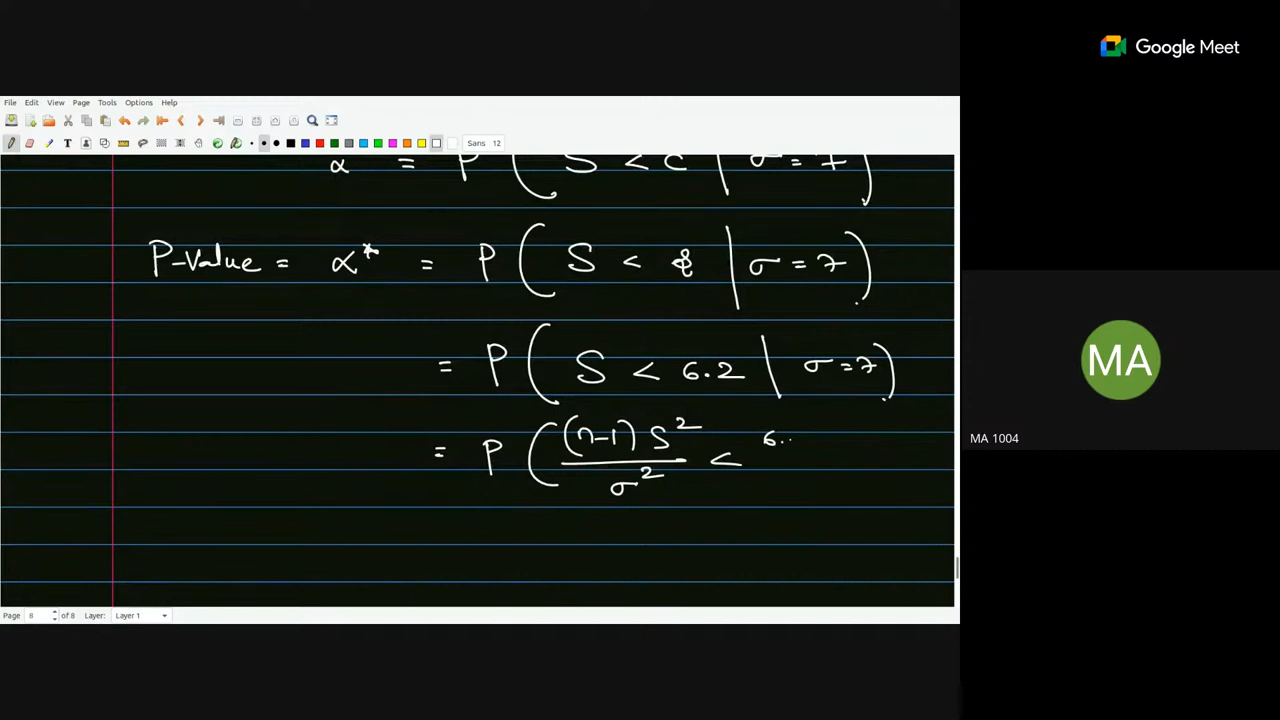 Google Meet
File Edit View Page Tools Options Help
T Sans 12
α = P ( S < C | σ = 7 )
P-Value = α* = P ( S < | σ = 7 )
= P ( S < 6.2 | σ = 7 )
= P ( (n-1) S² / σ² < 6..
MA
MA 1004
Page 8 of 8 Layer: Layer 1